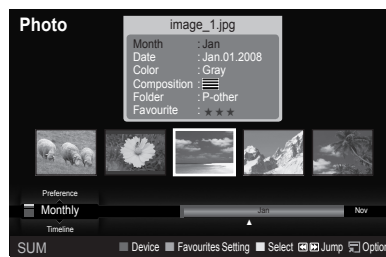 Photo
image_1.jpg
Month : Jan
Date : Jan.01.2008
Color : Gray
Composition :
Folder : P-other
Favourite : ★★★
Preference
Monthly
Jan
Nov
Timeline
SUM
Device Favourites Setting Select Jump Option